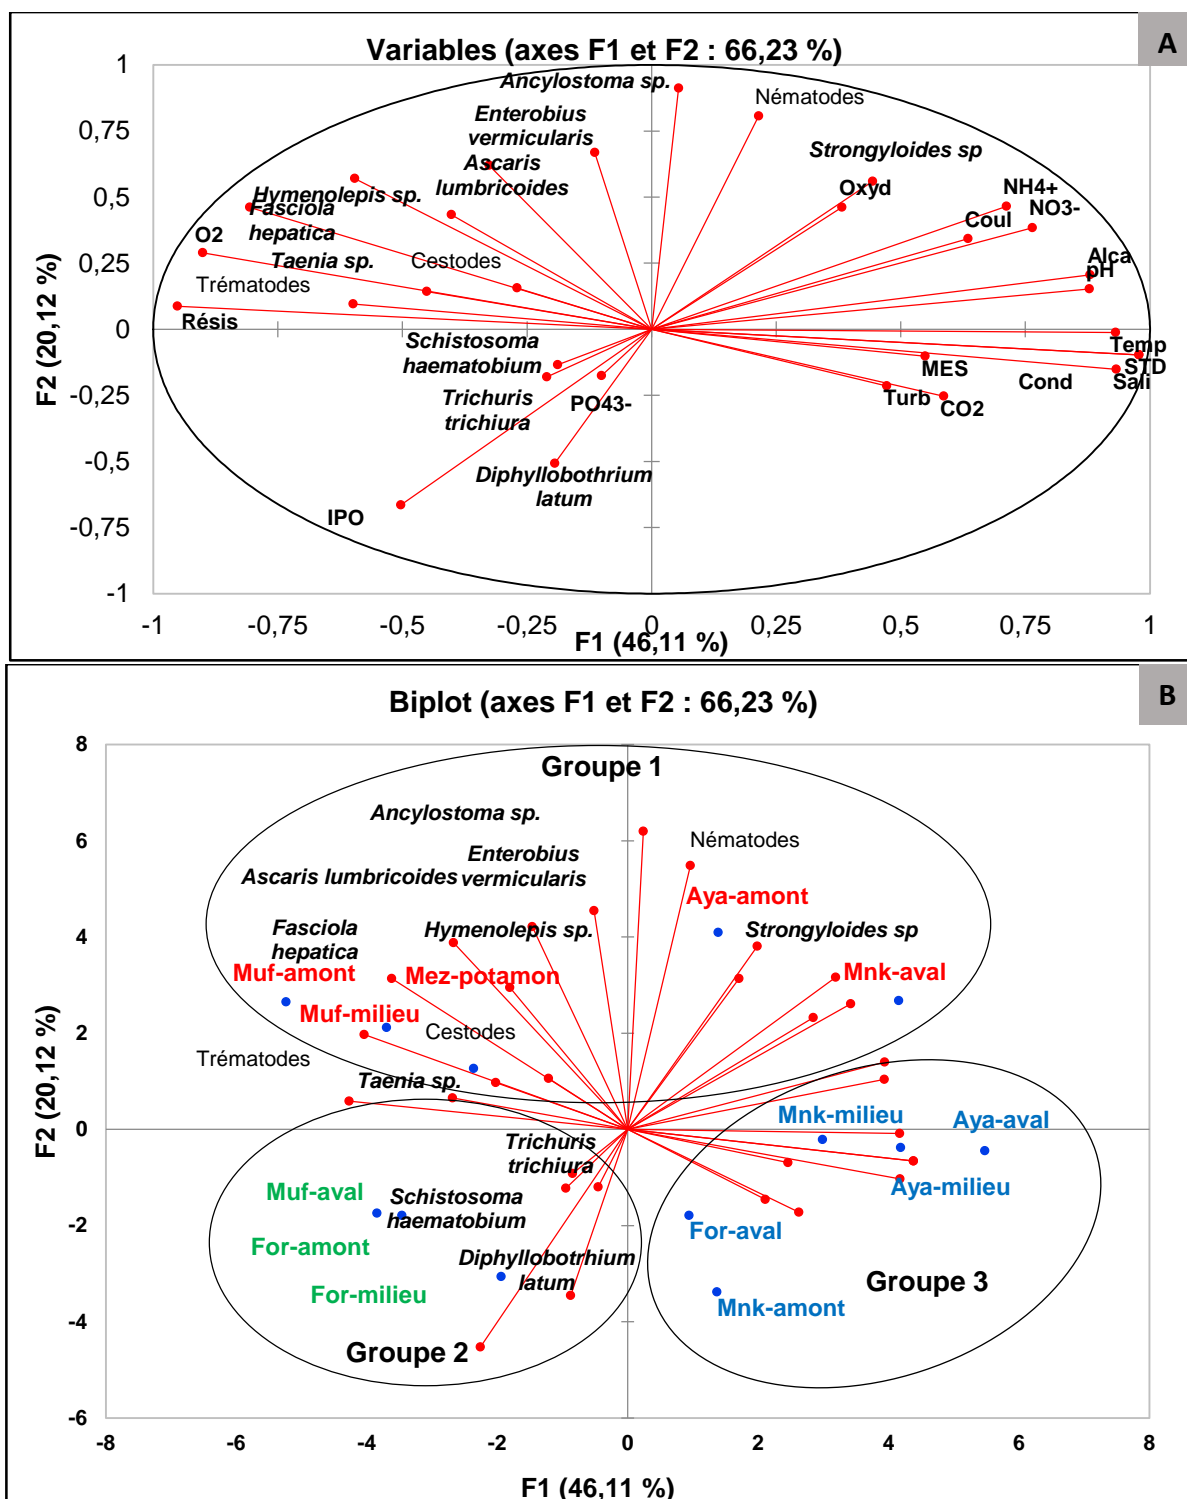 Variables (axes F1 et F2 : 66,23 %)
A
1
Ancylostoma sp.
Nématodes
0,75
Enterobius
vermicularis
Strongyloides sp
Ascaris
lumbricoides
Oxyd
NH4+
Hymenolepis sp.
NO3-
0,5
Fasciola
hepatica
Coul
O2
Alca
pH
0,25
Taenia sp.
Cestodes
Trématodes
Résis
0
Schistosoma
haematobium
Temp
STD
MES
Cond
Sali
-0,25
Trichuris
trichiura
PO43-
Turb
CO2
-0,5
Diphyllobothrium
latum
IPO
-0,75
-1
-1
-0,75
-0,5
-0,25
0
0,25
0,5
0,75
1
F1 (46,11 %)
F2 (20,12 %)
Biplot (axes F1 et F2 : 66,23 %)
B
8
Groupe 1
Ancylostoma sp.
6
Nématodes
Enterobius
vermicularis
Ascaris lumbricoides
Aya-amont
4
Fasciola
hepatica
Hymenolepis sp.
Strongyloides sp
Muf-amont
Mez-potamon
Mnk-aval
Muf-milieu
2
Cestodes
Trématodes
Taenia sp.
0
Mnk-milieu
Aya-aval
Trichuris
trichiura
Muf-aval
Aya-milieu
Schistosoma
haematobium
-2
For-aval
For-amont
Diphyllobotrhium
latum
For-milieu
Groupe 3
Mnk-amont
-4
Groupe 2
-6
-8
-6
-4
-2
0
2
4
6
8
F1 (46,11 %)
F2 (20,12 %)